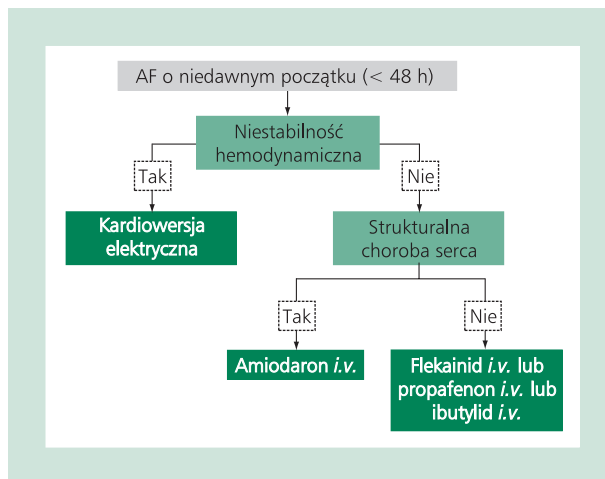 AF o niedawnym początku (< 48 h)
Niestabilność
hemodynamiczna
Tak
Nie
Kardiowersja
elektryczna
Strukturalna
choroba serca
Tak
Nie
Amiodaron i.v.
Flekainid i.v. lub
propafenon i.v. lub
ibutylid i.v.